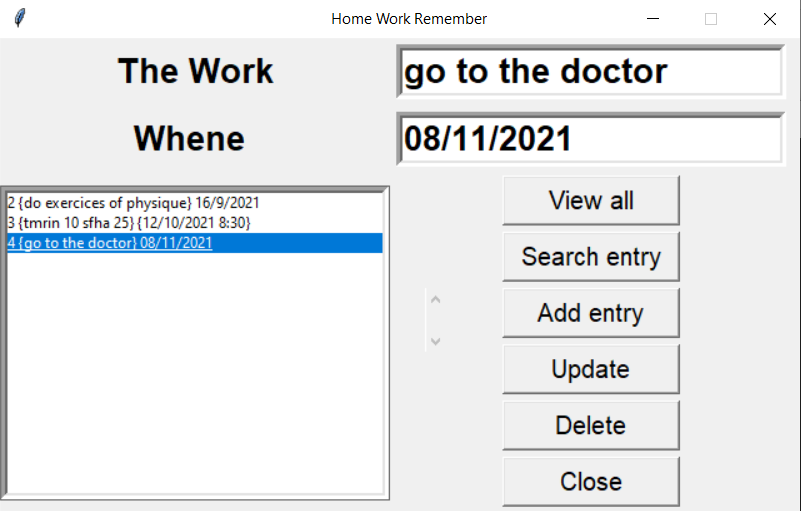 Home Work Remember
The Work
go to the doctor
Whene
08/11/2021
2 {do exercices of physique} 16/9/2021
3 {tmrin 10 sfha 25} {12/10/2021 8:30}
4 {go to the doctor} 08/11/2021
View all
Search entry
Add entry
Update
Delete
Close